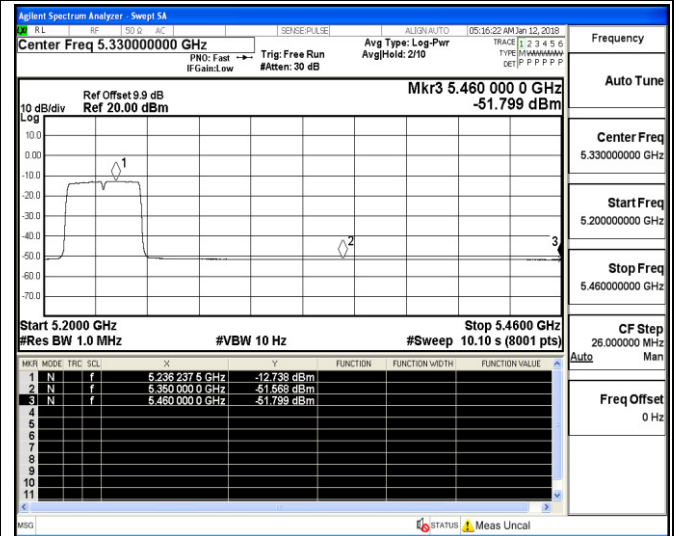 Agilent Spectrum Analyzer - Swept SA
RL RF 50 Ω AC SENSE:PULSE ALIGN AUTO 05:16:22 AM Jan 12, 2018
Center Freq 5.330000000 GHz
PNO: Fast
IFGain:Low
Trig: Free Run
#Atten: 30 dB
Avg Type: Log-Pwr
Avg|Hold: 2/10
TRACE 1 2 3 4 5 6
TYPE MWWWWW
DET P P P P P P
Ref Offset 9.9 dB
Ref 20.00 dBm
Mkr3 5.460 000 0 GHz
-51.799 dBm
10 dB/div
Log
10.0
0.00
-10.0
-20.0
-30.0
-40.0
-50.0
-60.0
-70.0
1
2
3
Start 5.2000 GHz
Stop 5.4600 GHz
#Res BW 1.0 MHz
#VBW 10 Hz
#Sweep 10.10 s (8001 pts)
MKR MODE TRC SCL X Y FUNCTION FUNCTION WIDTH FUNCTION VALUE
1 N f 5.236 237 5 GHz -12.738 dBm
2 N f 5.350 000 0 GHz -51.568 dBm
3 N f 5.460 000 0 GHz -51.799 dBm
4
5
6
7
8
9
10
11
MSG
STATUS
Meas Uncal
Frequency
Auto Tune
Center Freq
5.330000000 GHz
Start Freq
5.200000000 GHz
Stop Freq
5.460000000 GHz
CF Step
26.000000 MHz
Auto Man
Freq Offset
0 Hz